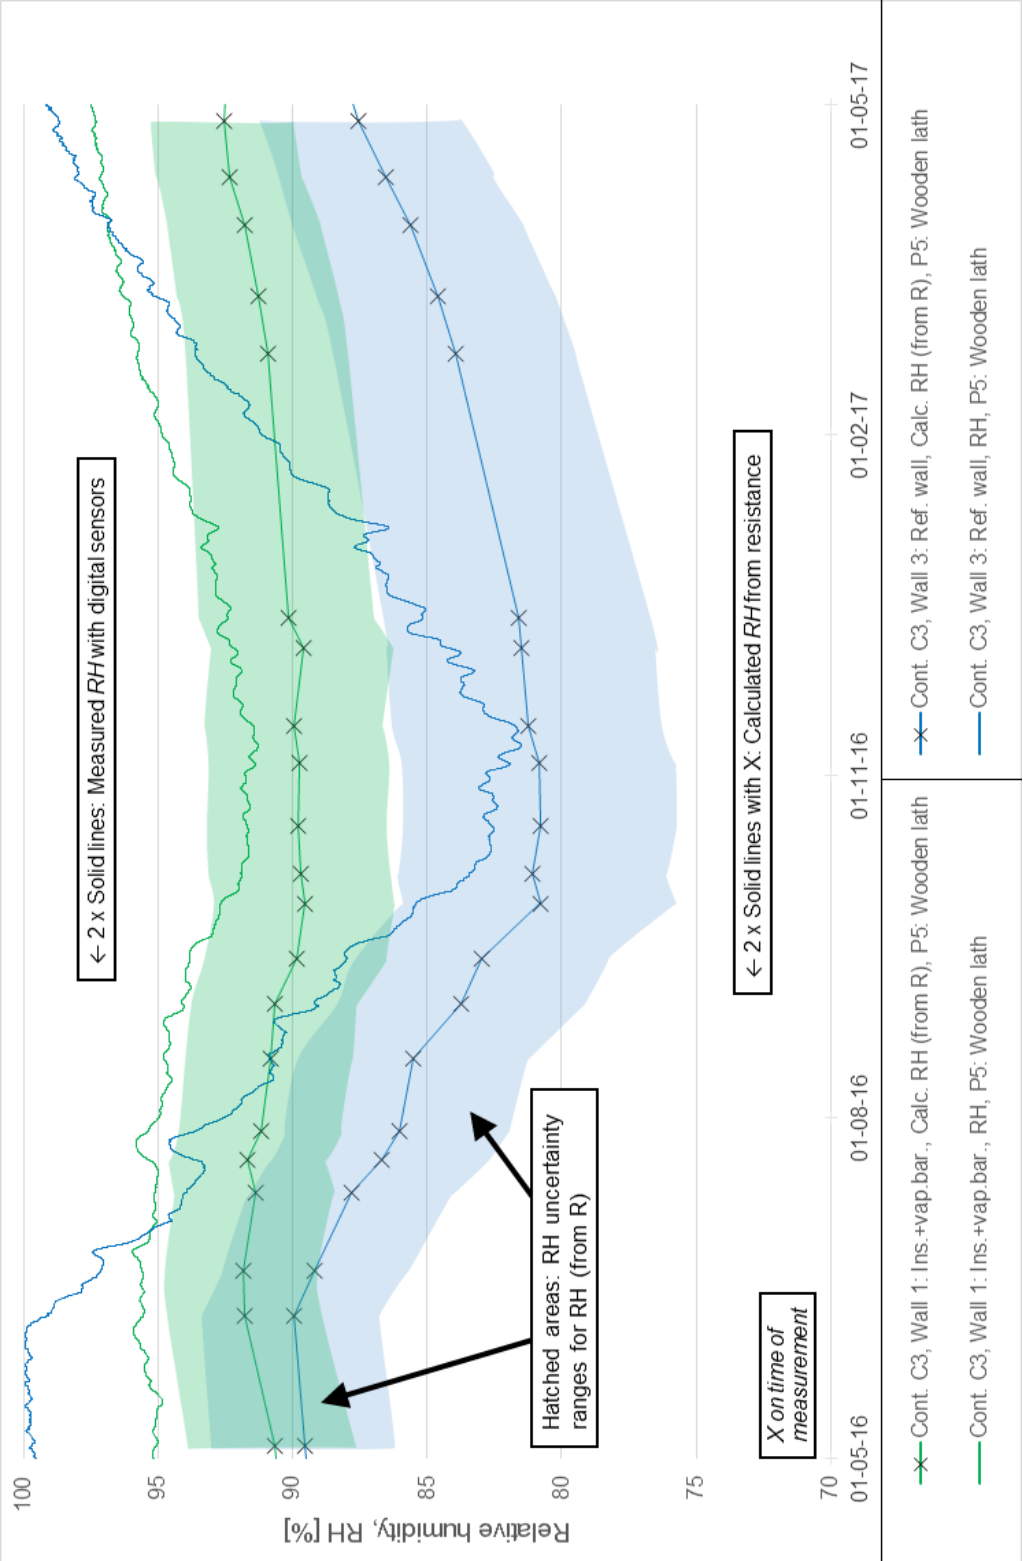 Relative humidity, RH [%]
100
95
90
85
80
75
70
← 2 x Solid lines: Measured RH with digital sensors
Hatched areas: RH uncertainty
ranges for RH (from R)
← 2 x Solid lines with X: Calculated RH from resistance
X on time of
measurement
01-05-16
01-08-16
01-11-16
01-02-17
01-05-17
Cont. C3, Wall 1: Ins.+vap.bar., Calc. RH (from R), P5: Wooden lath
Cont. C3, Wall 3: Ref. wall, Calc. RH (from R), P5: Wooden lath
Cont. C3, Wall 1: Ins.+vap.bar., RH, P5: Wooden lath
Cont. C3, Wall 3: Ref. wall, RH, P5: Wooden lath